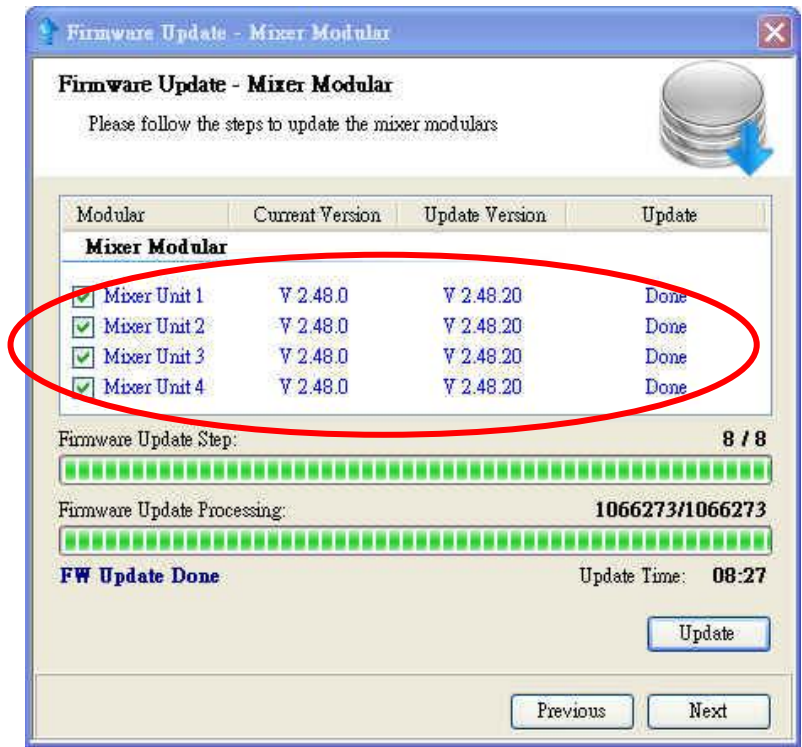 Firmware Update - Mixer Modular
Firmware Update - Mixer Modular
Please follow the steps to update the mixer modulars
Modular Current Version Update Version Update
Mixer Modular
Mixer Unit 1 V 2.48.0 V 2.48.20 Done
Mixer Unit 2 V 2.48.0 V 2.48.20 Done
Mixer Unit 3 V 2.48.0 V 2.48.20 Done
Mixer Unit 4 V 2.48.0 V 2.48.20 Done
Firmware Update Step: 8 / 8
Firmware Update Processing: 1066273/1066273
FW Update Done Update Time: 08:27
Update
Previous Next